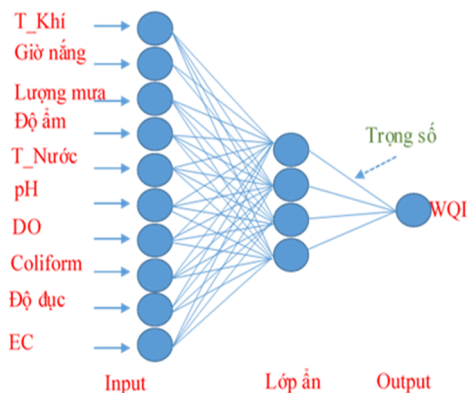 T_Khí
Giờ nắng
Lượng mưa
Độ ẩm
T_Nước
pH
DO
Coliform
Độ đục
EC
Trọng số
WQI
Input
Lớp ẩn
Output